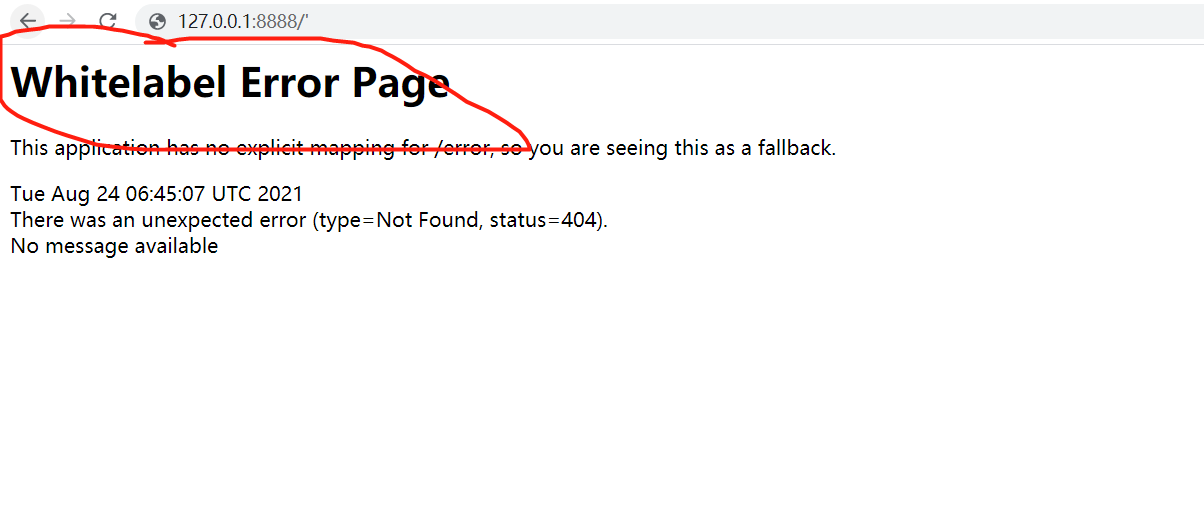 127.0.0.1:8888/'
Whitelabel Error Page
This application has no explicit mapping for /error, so you are seeing this as a fallback.
Tue Aug 24 06:45:07 UTC 2021
There was an unexpected error (type=Not Found, status=404).
No message available